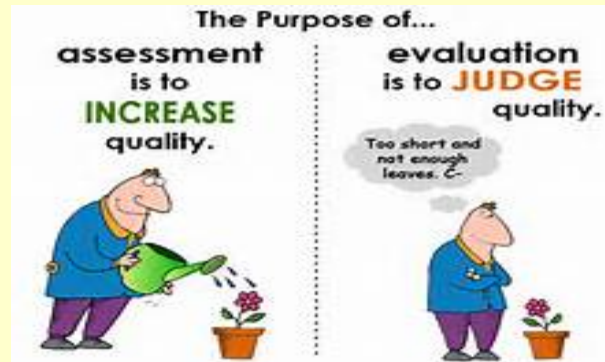 The Purpose of...
assessment
is to
INCREASE
quality.
evaluation
is to JUDGE
quality.
Too short and
not enough
leaves. C-